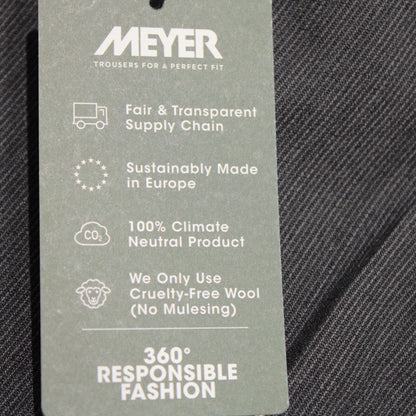 MEYER
TROUSERS FOR A PERFECT FIT
Fair & Transparent
Supply Chain
Sustainably Made
in Europe
CO2
100% Climate
Neutral Product
We Only Use
Cruelty-Free Wool
(No Mulesing)
360°
RESPONSIBLE
FASHION